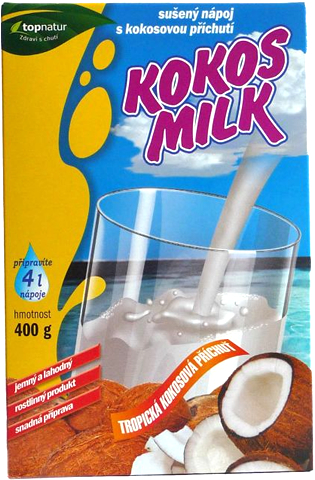 topnatur
Zdraví s chutí
sušený nápoj
s kokosovou příchutí
KOKOS
MILK
připravíte
4 l
nápoje
hmotnost
400 g
jemný a lahodný
rostlinný produkt
snadná příprava
TROPICKÁ KOKOSOVÁ PŘÍCHUŤ